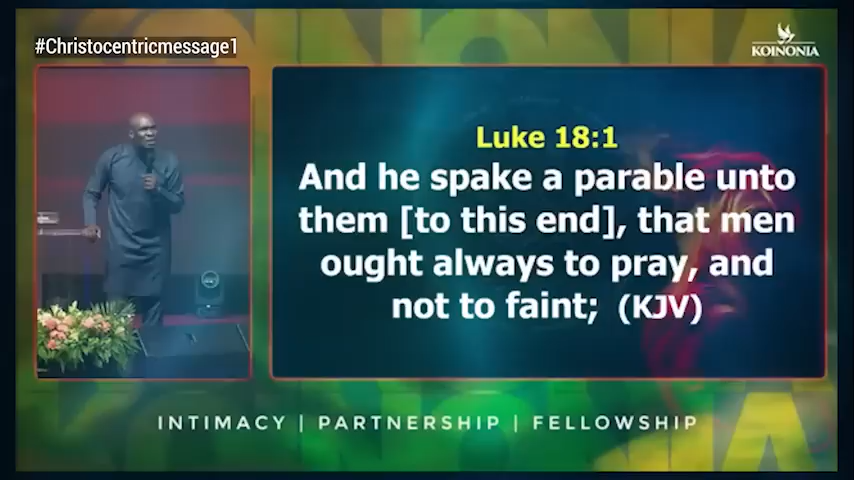 #Christocentricmessage1
KOINONIA
Luke 18:1
And he spake a parable unto
them [to this end], that men
ought always to pray, and
not to faint; (KJV)
INTIMACY | PARTNERSHIP | FELLOWSHIP